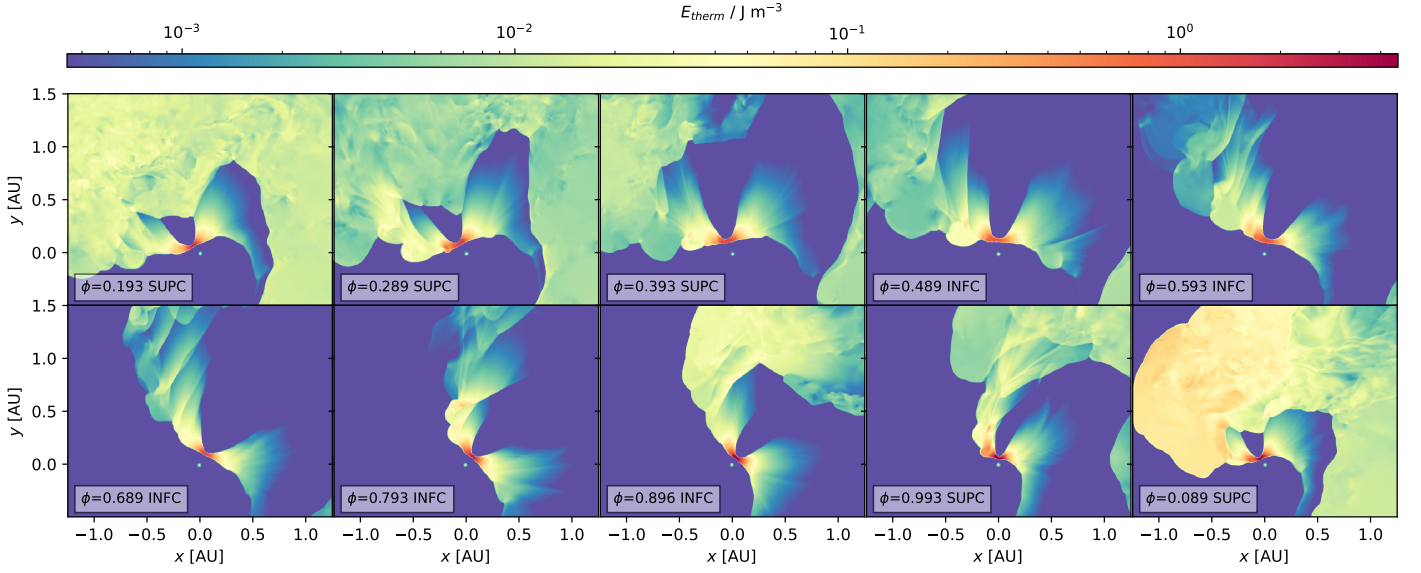 E_therm / J m^−3
10^−3 10^−2 10^−1 10^0
1.5
1.0
0.5
0.0
y [AU]
ϕ=0.193 SUPC
ϕ=0.289 SUPC
ϕ=0.393 SUPC
ϕ=0.489 INFC
ϕ=0.593 INFC
1.5
1.0
0.5
0.0
y [AU]
ϕ=0.689 INFC
ϕ=0.793 INFC
ϕ=0.896 INFC
ϕ=0.993 SUPC
ϕ=0.089 SUPC
−1.0 −0.5 0.0 0.5 1.0
−1.0 −0.5 0.0 0.5 1.0
−1.0 −0.5 0.0 0.5 1.0
−1.0 −0.5 0.0 0.5 1.0
−1.0 −0.5 0.0 0.5 1.0
x [AU]
x [AU]
x [AU]
x [AU]
x [AU]